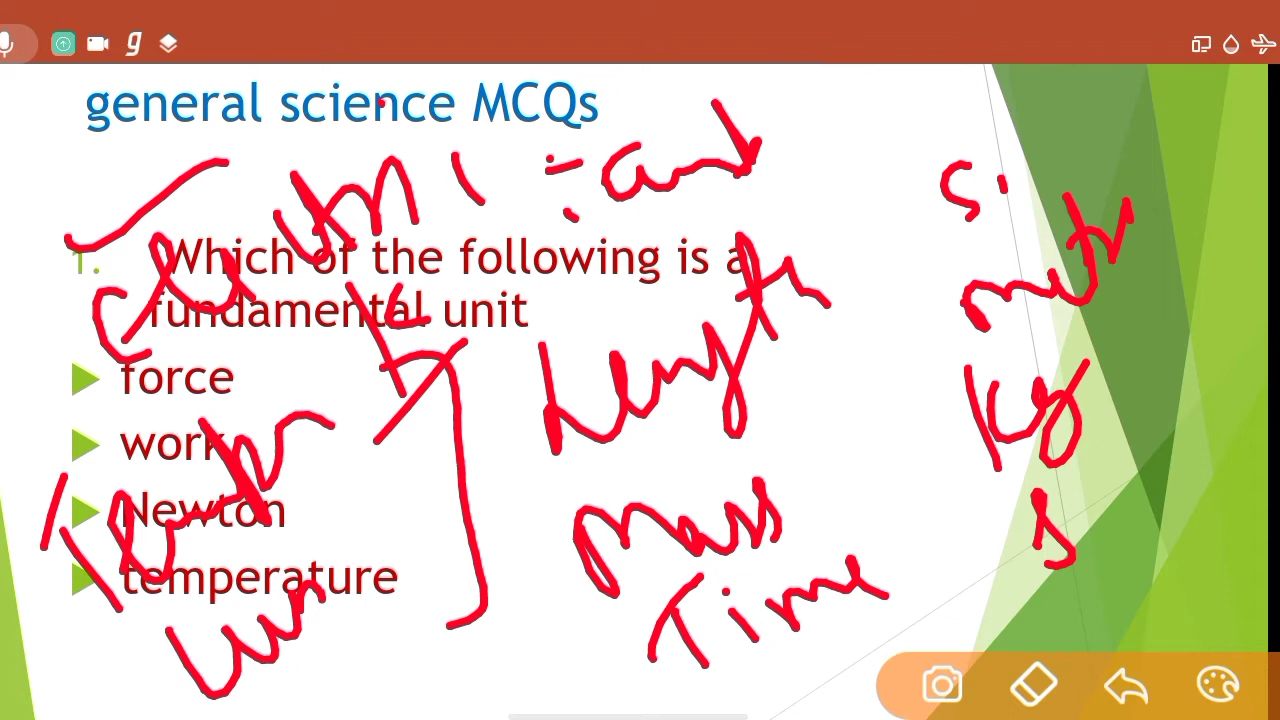 g
general science MCQs
1. Which of the following is a
fundamental unit
force
work
Newton
temperature
Length
Mass
Time
Temp
K
Kg
s